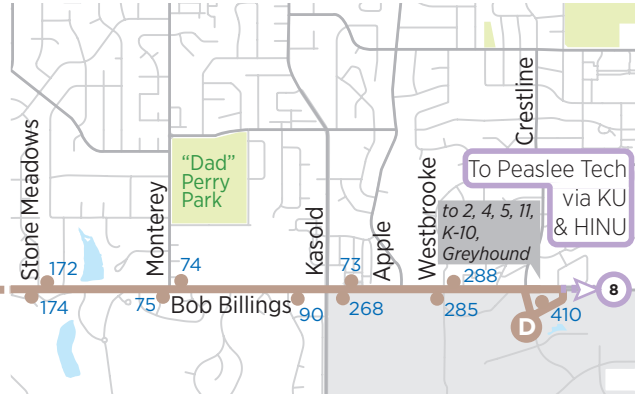 Stone Meadows
Monterey
"Dad"
Perry
Park
Kasold
Apple
Westbrooke
Crestline
To Peaslee Tech
via KU
& HINU
to 2, 4, 5, 11,
K-10,
Greyhound
172
74
73
288
8
174
75
Bob Billings
90
268
285
410
D